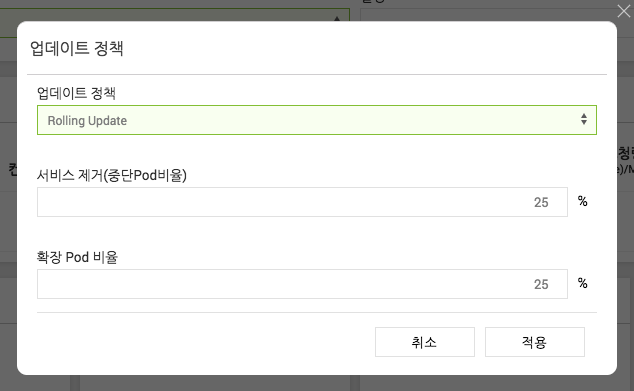 업데이트 정책
업데이트 정책
Rolling Update
서비스 제거(중단Pod비율)
25 %
확장 Pod 비율
25 %
취소 적용